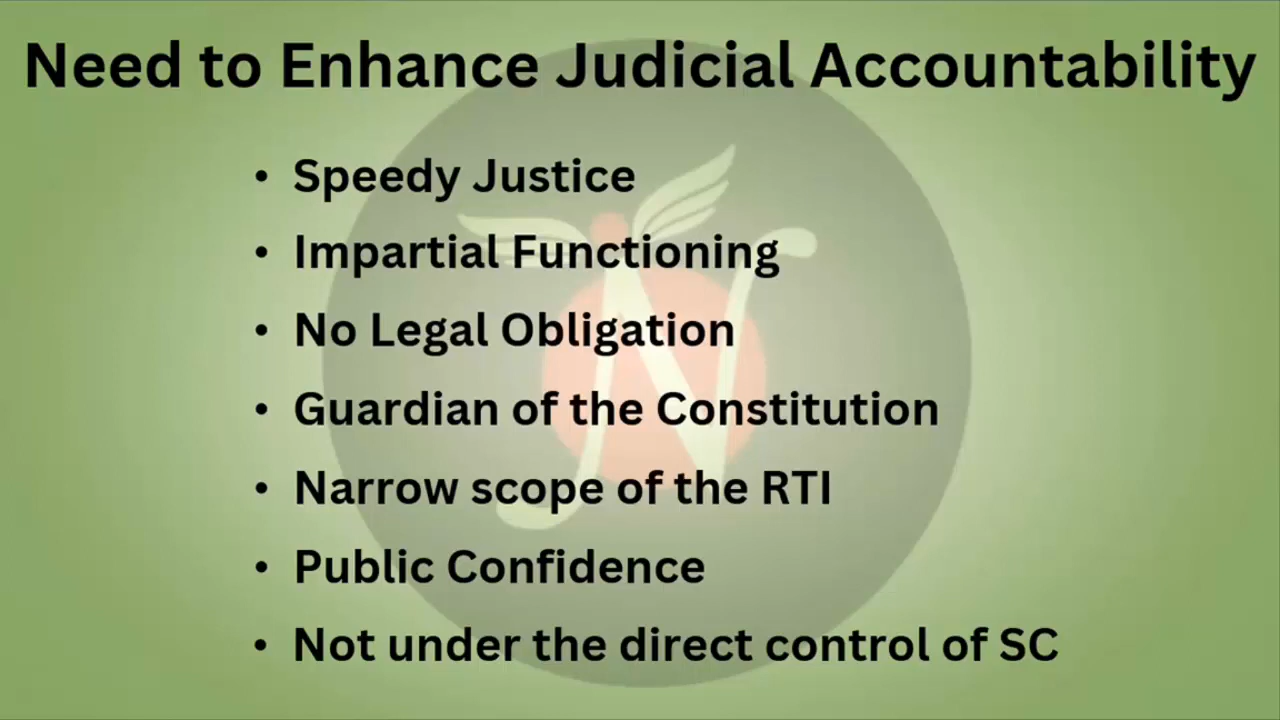 Need to Enhance Judicial Accountability
• Speedy Justice
• Impartial Functioning
• No Legal Obligation
• Guardian of the Constitution
• Narrow scope of the RTI
• Public Confidence
• Not under the direct control of SC